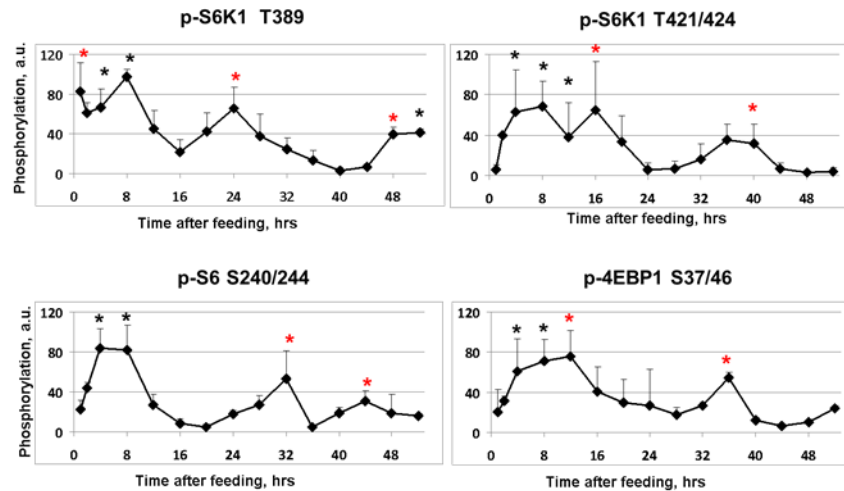 p-S6K1 T389
Phosphorylation, a.u.
120
80
40
0
* * * * * *
0 8 16 24 32 40 48
Time after feeding, hrs
p-S6K1 T421/424
120
80
40
0
* * * * *
0 8 16 24 32 40 48
Time after feeding, hrs
p-S6 S240/244
Phosphorylation, a.u.
120
80
40
0
* * * *
0 8 16 24 32 40 48
Time after feeding, hrs
p-4EBP1 S37/46
120
80
40
0
* * * *
0 8 16 24 32 40 48
Time after feeding, hrs